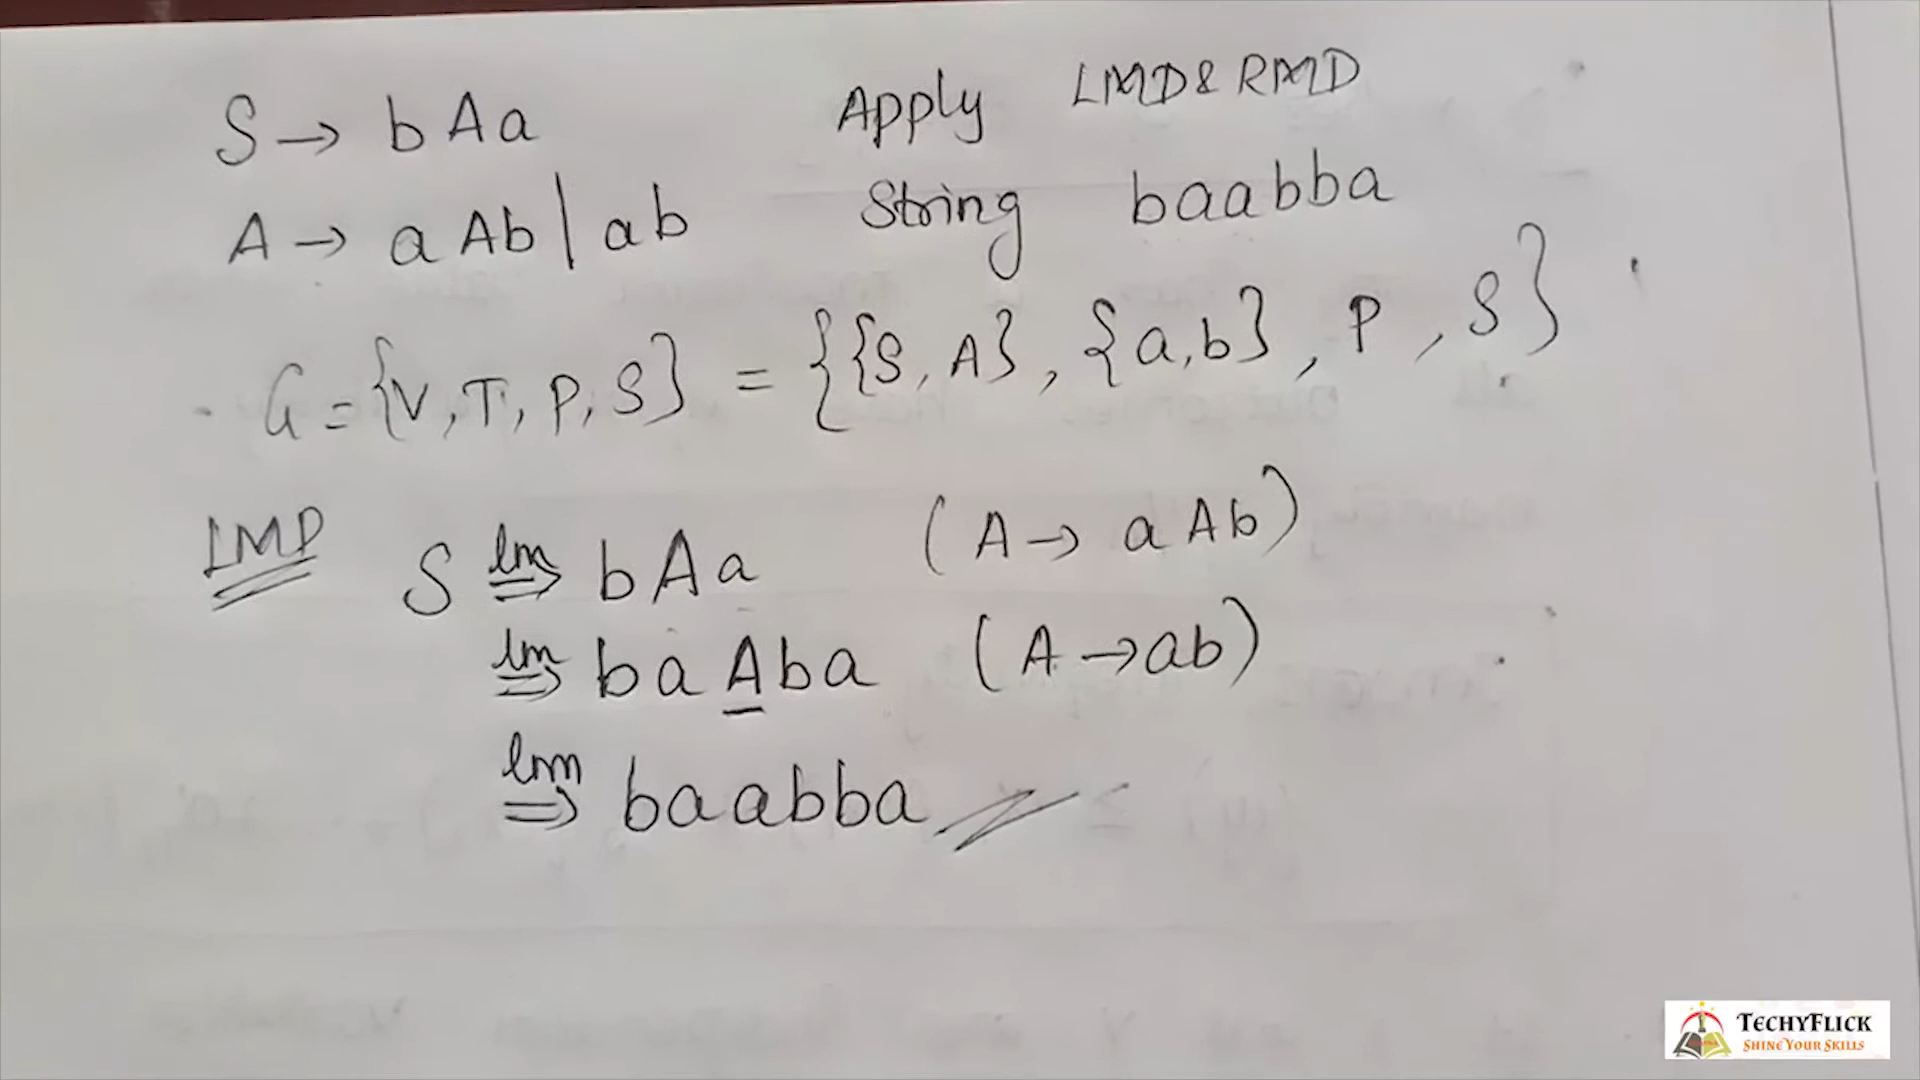 S → bAa Apply LMD & RMD
A → aAb | ab String baabba
G = {V, T, P, S} = {{S, A}, {a, b}, P, S}
LMD S lm⇒ bAa (A → aAb)
lm⇒ baAba (A → ab)
lm⇒ baabba
TECHYFLICK
SHINE YOUR SKILLS